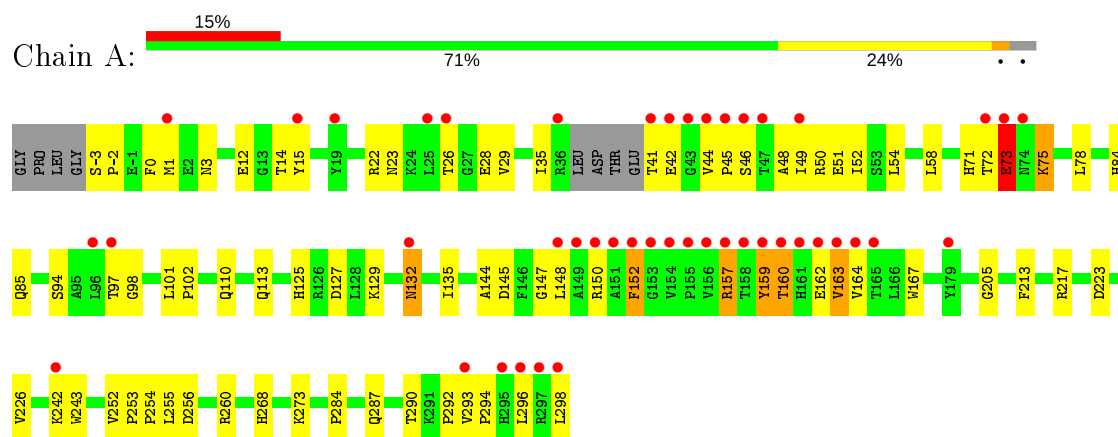 15%
Chain A:
71% 24% • •
GLY PRO LEU GLY S-3 P-2 E-1 F0 M1 E2 N3 E12 G13 T14 Y15 Y19 R22 N23 K24 L25 T26 G27 E28 V29 I35 R36 LEU ASP THR GLU T41 E42 G43 V44 P45 S46 T47 A48 I49 R50 E51 I52 S53 L54 L58 H71 T72 E73 N74 K75 L78 H84
Q85 S94 A95 L96 T97 G98 L101 P102 Q110 Q113 H125 R126 D127 L128 K129 N132 I135 A144 D145 F146 G147 L148 A149 R150 A151 F152 G153 V154 P155 V156 R157 T158 Y159 T160 H161 E162 V163 V164 T165 L166 W167 Y179 G205 F213 R217 D223
V226 K242 W243 V252 P253 P254 L255 D256 R260 H268 K273 P284 Q287 T290 K291 P292 V293 P294 H295 L296 R297 L298